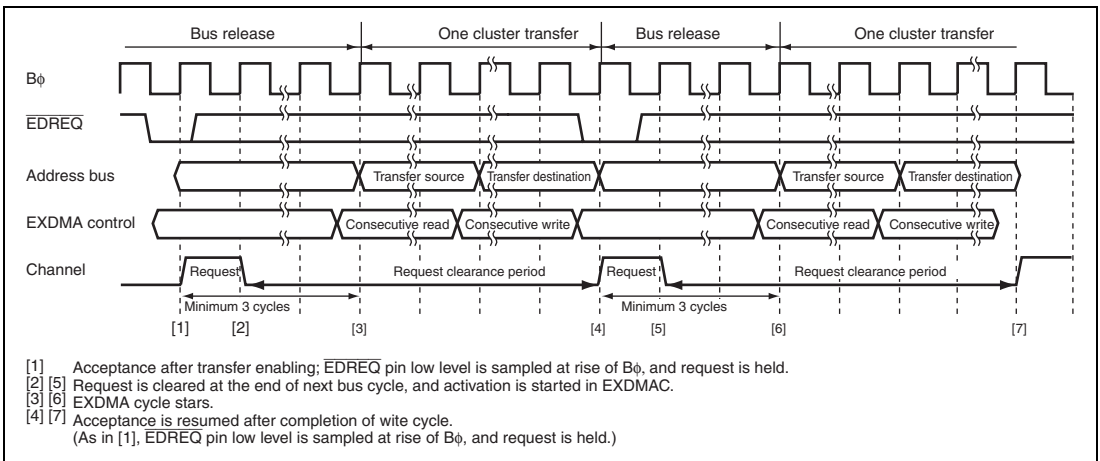 Bus release One cluster transfer Bus release One cluster transfer
Bφ
EDREQ
Address bus Transfer source Transfer destination Transfer source Transfer destination
EXDMA control Consecutive read Consecutive write Consecutive read Consecutive write
Channel Request Request clearance period Request Request clearance period
Minimum 3 cycles Minimum 3 cycles
[1] [2] [3] [4] [5] [6] [7]
[1] Acceptance after transfer enabling; EDREQ pin low level is sampled at rise of Bφ, and request is held.
[2] [5] Request is cleared at the end of next bus cycle, and activation is started in EXDMAC.
[3] [6] EXDMA cycle stars.
[4] [7] Acceptance is resumed after completion of wite cycle.
(As in [1], EDREQ pin low level is sampled at rise of Bφ, and request is held.)